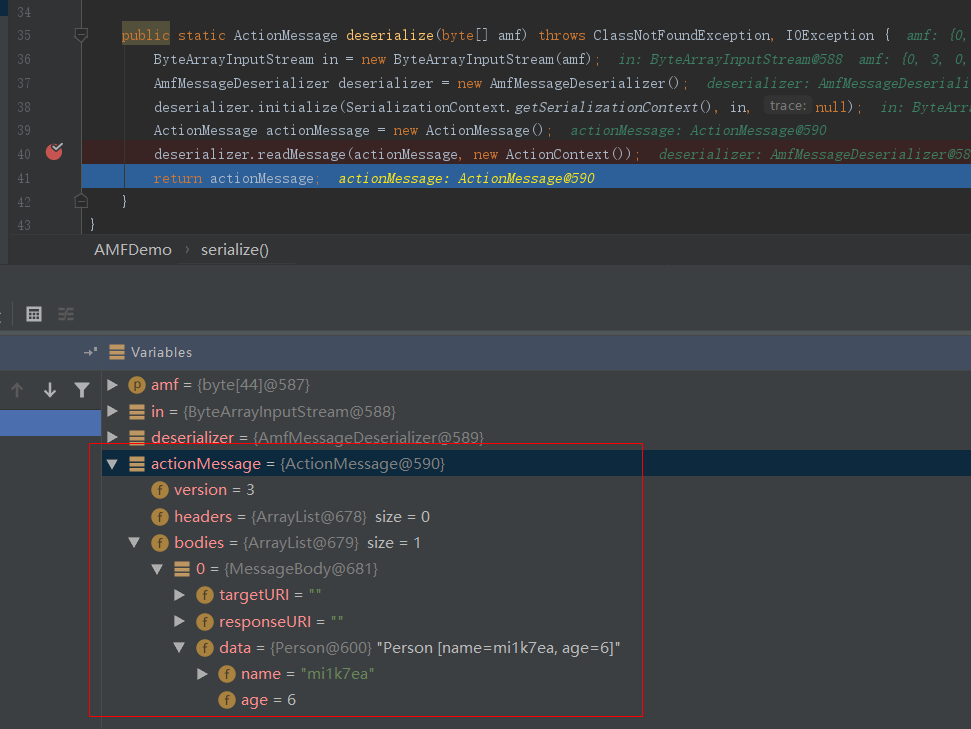 34
35 public static ActionMessage deserialize(byte[] amf) throws ClassNotFoundException, IOException { amf: {0,
36 ByteArrayInputStream in = new ByteArrayInputStream(amf); in: ByteArrayInputStream@588 amf: {0, 3, 0,
37 AmfMessageDeserializer deserializer = new AmfMessageDeserializer(); deserializer: AmfMessageDeseriali
38 deserializer.initialize(SerializationContext.getSerializationContext(), in, trace: null); in: ByteArra
39 ActionMessage actionMessage = new ActionMessage(); actionMessage: ActionMessage@590
40 deserializer.readMessage(actionMessage, new ActionContext()); deserializer: AmfMessageDeserializer@58
41 return actionMessage; actionMessage: ActionMessage@590
42 }
43 }
AMFDemo › serialize()
Variables
p amf = {byte[44]@587}
in = {ByteArrayInputStream@588}
deserializer = {AmfMessageDeserializer@589}
actionMessage = {ActionMessage@590}
f version = 3
f headers = {ArrayList@678} size = 0
f bodies = {ArrayList@679} size = 1
0 = {MessageBody@681}
f targetURI = ""
f responseURI = ""
f data = {Person@600} "Person [name=mi1k7ea, age=6]"
f name = "mi1k7ea"
f age = 6